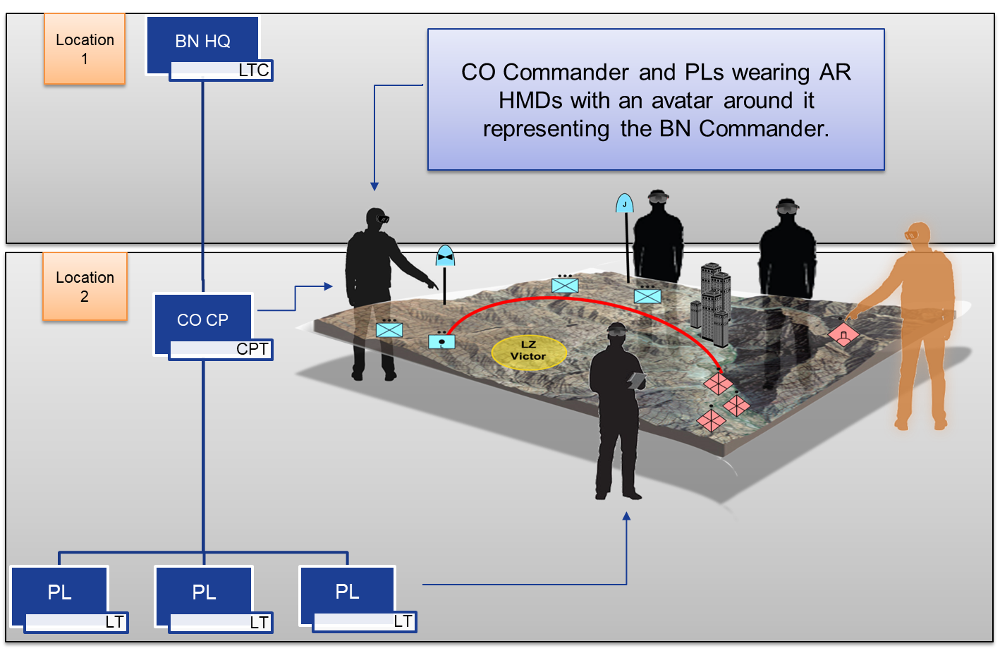 Location
1
BN HQ
LTC
CO Commander and PLs wearing AR
HMDs with an avatar around it
representing the BN Commander.
J
Location
2
CO CP
CPT
LZ
Victor
L
PL
LT
PL
LT
PL
LT